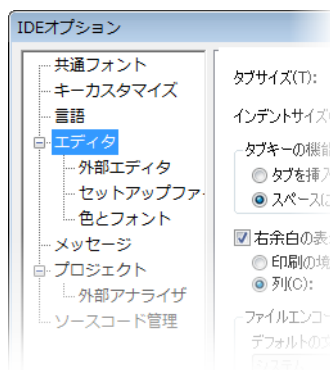 IDEオプション
共通フォント
キーカスタマイズ
言語
エディタ
外部エディタ
セットアップファ
色とフォント
メッセージ
プロジェクト
外部アナライザ
ソースコード管理
タブサイズ(T):
インデントサイズ
タブキーの機能
タブを挿入
スペースに
右余白の表
印刷の境
列(C):
ファイルエンコー
デフォルトの
システム